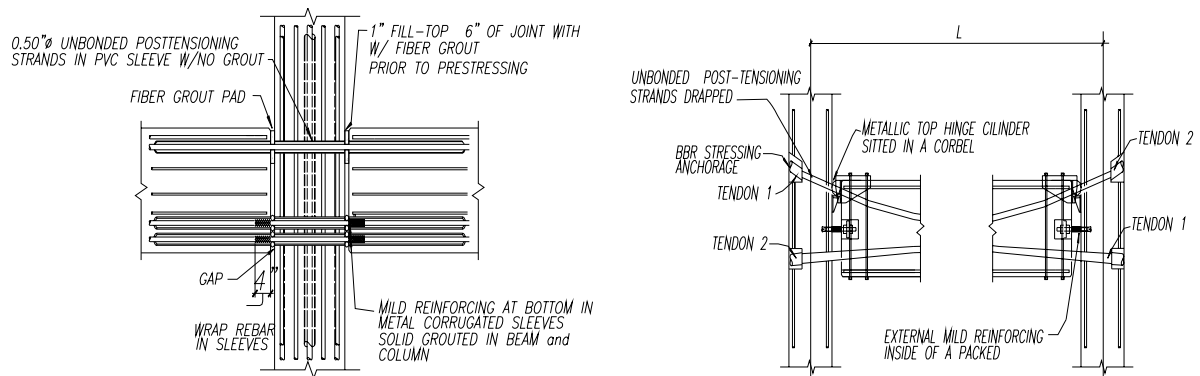 0.50"ø UNBONDED POSTTENSIONING
STRANDS IN PVC SLEEVE W/NO GROUT
FIBER GROUT PAD
1" FILL-TOP 6" OF JOINT WITH
W/ FIBER GROUT
PRIOR TO PRESTRESSING
GAP
4"
WRAP REBAR
IN SLEEVES
MILD REINFORCING AT BOTTOM IN
METAL CORRUGATED SLEEVES
SOLID GROUTED IN BEAM and
COLUMN
L
UNBONDED POST-TENSIONING
STRANDS DRAPPED
METALLIC TOP HINGE CILINDER
SITTED IN A CORBEL
BBR STRESSING
ANCHORAGE
TENDON 1
TENDON 2
TENDON 2
TENDON 1
EXTERNAL MILD REINFORCING
INSIDE OF A PACKED